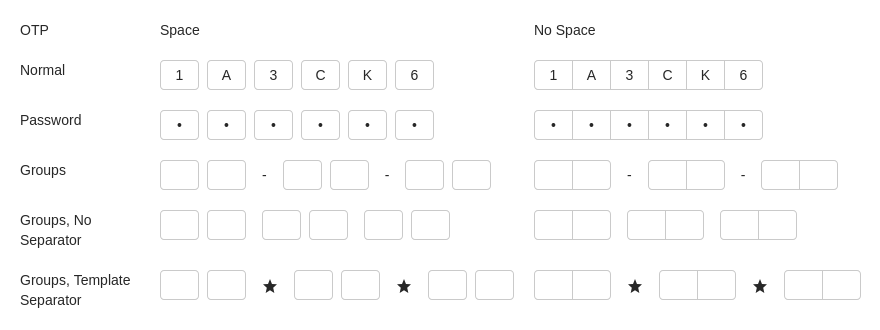 OTP Space No Space
Normal 1 A 3 C K 6 1 A 3 C K 6
Password • • • • • • • • • • • •
Groups - - - -
Groups, No
Separator
Groups, Template ★ ★ ★ ★
Separator